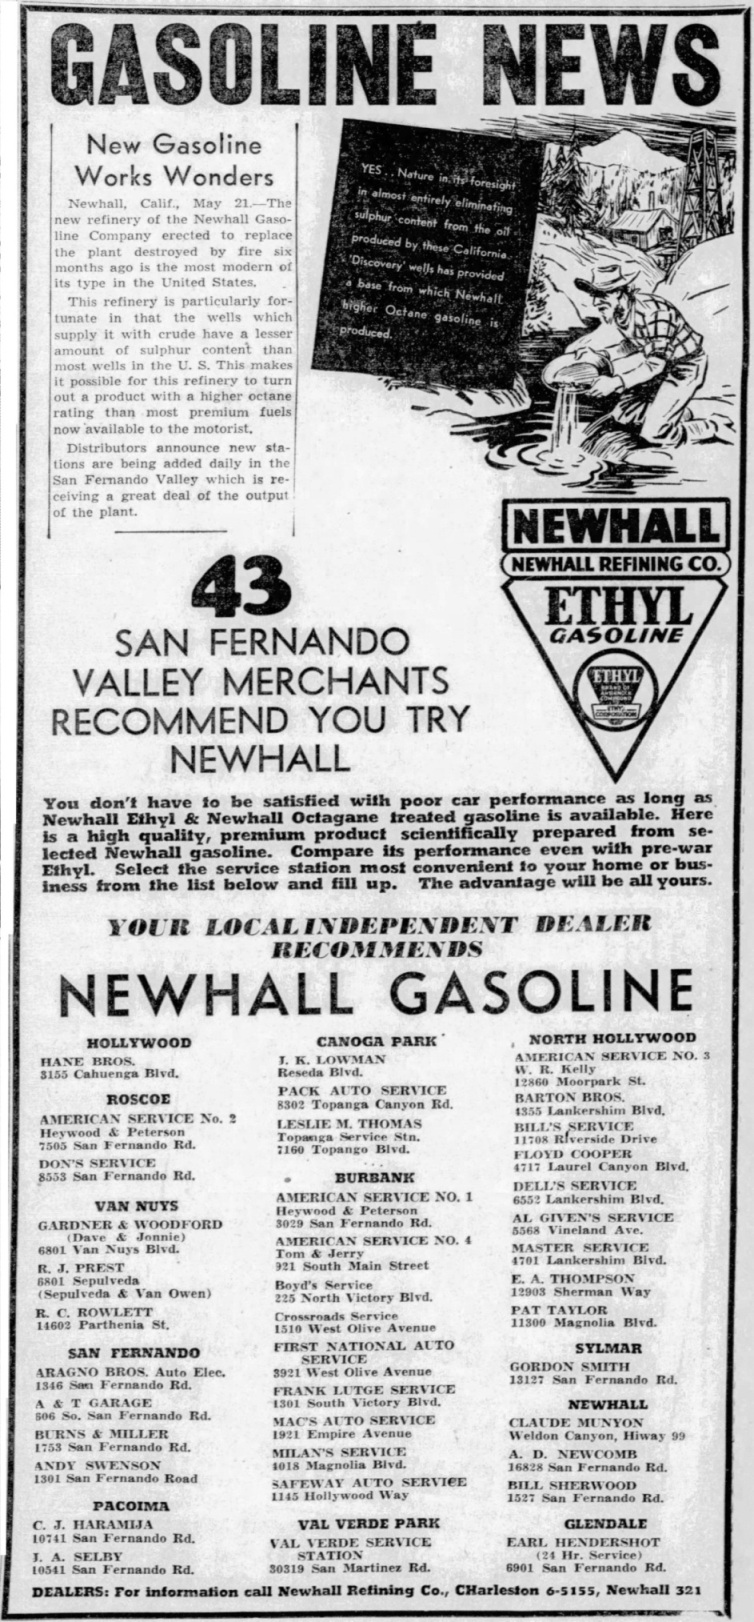 GASOLINE NEWS
New Gasoline
Works Wonders
Newhall, Calif., May 21.—The
new refinery of the Newhall Gaso-
line Company erected to replace
the plant destroyed by fire six
months ago is the most modern of
its type in the United States.
This refinery is particularly for-
tunate in that the wells which
supply it with crude have a lesser
amount of sulphur content than
most wells in the U. S. This makes
it possible for this refinery to turn
out a product with a higher octane
rating than most premium fuels
now available to the motorist.
Distributors announce new sta-
tions are being added daily in the
San Fernando Valley which is re-
ceiving a great deal of the output
of the plant.
YES . . Nature in its foresight
in almost entirely eliminating
sulphur content from the oil
produced by these California
'Discovery' wells has provided
a base from which Newhall
higher Octane gasoline is
produced.
NEWHALL
NEWHALL REFINING CO.
ETHYL
GASOLINE
ETHYL
BRAND OF
ANTIKNOCK
COMPOUND
ETHYL
CORPORATION
43
SAN FERNANDO
VALLEY MERCHANTS
RECOMMEND YOU TRY
NEWHALL
You don't have to be satisfied with poor car performance as long as
Newhall Ethyl & Newhall Octagane treated gasoline is available. Here
is a high quality, premium product scientifically prepared from se-
lected Newhall gasoline. Compare its performance even with pre-war
Ethyl. Select the service station most convenient to your home or bus-
iness from the list below and fill up. The advantage will be all yours.
YOUR LOCAL INDEPENDENT DEALER
RECOMMENDS
NEWHALL GASOLINE
HOLLYWOOD
HANE BROS.
3155 Cahuenga Blvd.
ROSCOE
AMERICAN SERVICE No. 2
Heywood & Peterson
7505 San Fernando Rd.
DON'S SERVICE
8553 San Fernando Rd.
VAN NUYS
GARDNER & WOODFORD
(Dave & Jonnie)
6801 Van Nuys Blvd.
R. J. PREST
6801 Sepulveda
(Sepulveda & Van Owen)
R. C. ROWLETT
14602 Parthenia St.
SAN FERNANDO
ARAGNO BROS. Auto Elec.
1346 San Fernando Rd.
A & T GARAGE
806 So. San Fernando Rd.
BURNS & MILLER
1753 San Fernando Rd.
ANDY SWENSON
1301 San Fernando Road
PACOIMA
C. J. HARAMIJA
10741 San Fernando Rd.
J. A. SELBY
10541 San Fernando Rd.
CANOGA PARK
J. K. LOWMAN
Reseda Blvd.
PACK AUTO SERVICE
8302 Topanga Canyon Rd.
LESLIE M. THOMAS
Topanga Service Stn.
7160 Topango Blvd.
BURBANK
AMERICAN SERVICE NO. 1
Heywood & Peterson
3029 San Fernando Rd.
AMERICAN SERVICE NO. 4
Tom & Jerry
921 South Main Street
Boyd's Service
225 North Victory Blvd.
Crossroads Service
1510 West Olive Avenue
FIRST NATIONAL AUTO
SERVICE
3921 West Olive Avenue
FRANK LUTGE SERVICE
1301 South Victory Blvd.
MAC'S AUTO SERVICE
1921 Empire Avenue
MILAN'S SERVICE
4018 Magnolia Blvd.
SAFEWAY AUTO SERVICE
1145 Hollywood Way
VAL VERDE PARK
VAL VERDE SERVICE
STATION
30319 San Martinez Rd.
NORTH HOLLYWOOD
AMERICAN SERVICE NO. 3
W. R. Kelly
12860 Moorpark St.
BARTON BROS.
4355 Lankershim Blvd.
BILL'S SERVICE
11708 Riverside Drive
FLOYD COOPER
4717 Laurel Canyon Blvd.
DELL'S SERVICE
6552 Lankershim Blvd.
AL GIVEN'S SERVICE
5568 Vineland Ave.
MASTER SERVICE
4701 Lankershim Blvd.
E. A. THOMPSON
12903 Sherman Way
PAT TAYLOR
11300 Magnolia Blvd.
SYLMAR
GORDON SMITH
13127 San Fernando Rd.
NEWHALL
CLAUDE MUNYON
Weldon Canyon, Hiway 99
A. D. NEWCOMB
16828 San Fernando Rd.
BILL SHERWOOD
1527 San Fernando Rd.
GLENDALE
EARL HENDERSHOT
(24 Hr. Service)
6901 San Fernando Rd.
DEALERS: For information call Newhall Refining Co., CHarleston 6-5155, Newhall 321